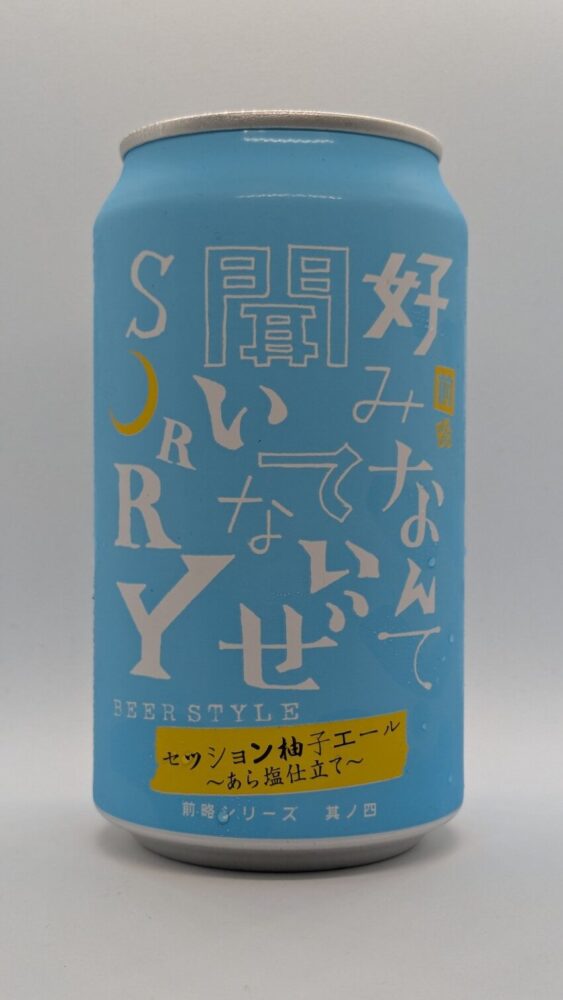 好みなんて
聞いてないぜ
SORRY
前略
BEER STYLE
セッション柚子エール
～あら塩仕立て～
前略シリーズ 其ノ四